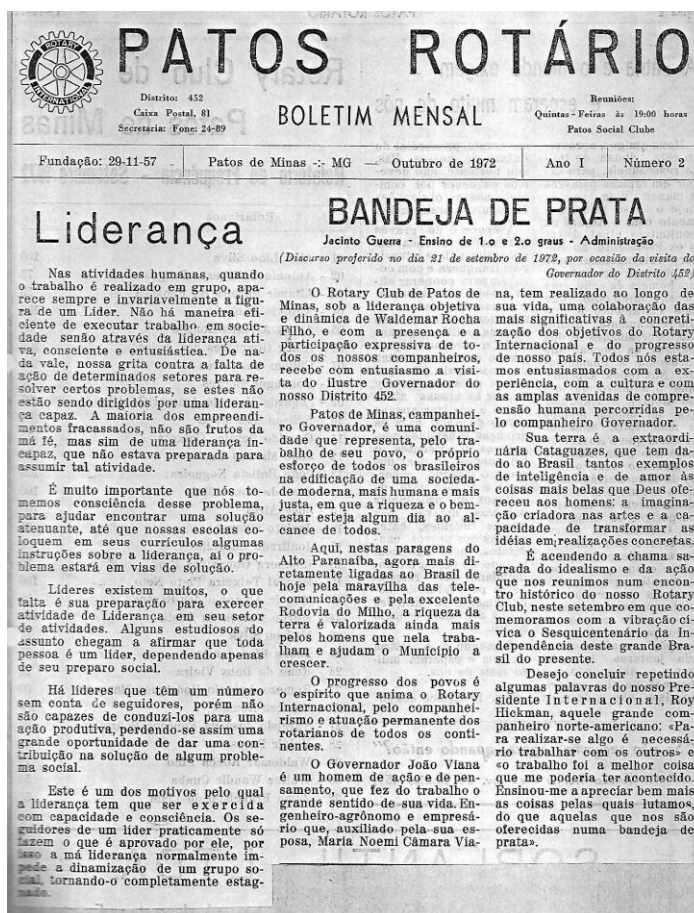 PATOS ROTÁRIO
ROTARY
INTERNATIONAL
Distrito: 452
Caixa Postal, 81
Secretaria: Fone: 24-89
BOLETIM MENSAL
Reuniões:
Quintas-Feiras às 19:00 horas
Patos Social Clube
Fundação: 29-11-57
Patos de Minas -:- MG — Outubro de 1972
Ano I
Número 2
Liderança
Nas atividades humanas, quando
o trabalho é realizado em grupo, apa-
rece sempre e invariavelmente a figu-
ra de um Lider. Não há maneira efi-
ciente de executar trabalho em socie-
dade senão através da liderança ati-
va, consciente e entusiástica. De na-
da vale, nossa grita contra a falta de
ação de determinados setores para re-
solver certos problemas, se estes não
estão sendo dirigidos por uma lideran-
ça capaz. A maioria dos empreendi-
mentos fracassados, não são frutos da
má fé, mas sim de uma liderança in-
capaz, que não estava preparada para
assumir tal atividade.
É muito importante que nós to-
memos consciência desse problema,
para ajudar encontrar uma solução
atenuante, até que nossas escolas co-
loquem em seus currículos algumas
instruções sobre a liderança, aí o pro-
blema estará em vias de solução.
Líderes existem muitos, o que
falta é sua preparação para exercer
atividade de Liderança em seu setor
de atividades. Alguns estudiosos do
assunto chegam a afirmar que toda
pessoa é um líder, dependendo apenas
de seu preparo social.
Há líderes que têm um número
sem conta de seguidores, porém não
são capazes de conduzí-los para uma
ação produtiva, perdendo-se assim uma
grande oportunidade de dar uma con-
tribuição na solução de algum proble-
ma social.
Este é um dos motivos pelo qual
a liderança tem que ser exercida
com capacidade e consciência. Os se-
guidores de um lider praticamente só
fazem o que é aprovado por ele, por
isso a má liderança normalmente im-
pede a dinamização de um grupo so-
cial, tornando-o completamente estag-
nado.
BANDEJA DE PRATA
Jacinto Guerra - Ensino de 1.o e 2.o graus - Administração
(Discurso proferido no dia 21 de setembro de 1972, por ocasião da visita do
Governador do Distrito 452)
O Rotary Club de Patos de
Minas, sob a liderança objetiva
e dinâmica de Waldemar Rocha
Filho, e com a presença e a
participação expressiva de to-
dos os nossos companheiros,
recebe com entusiasmo a visi-
ta do ilustre Governador do
nosso Distrito 452.
Patos de Minas, companhei-
ro Governador, é uma comuni-
dade que representa, pelo tra-
balho de seu povo, o próprio
esforço de todos os brasileiros
na edificação de uma socieda-
de moderna, mais humana e mais
justa, em que a riqueza e o bem-
estar esteja algum dia ao al-
cance de todos.
Aqui, nestas paragens do
Alto Paranaíba, agora mais di-
retamente ligadas ao Brasil de
hoje pela maravilha das tele-
comunicações e pela excelente
Rodovia do Milho, a riqueza da
terra é valorizada ainda mais
pelos homens que nela traba-
lham e ajudam o Município a
crescer.
O progresso dos povos é
o espírito que anima o Rotary
Internacional, pelo companhei-
rismo e atuação permanente dos
rotarianos de todos os conti-
nentes.
O Governador João Viana
é um homem de ação e de pen-
samento, que fez do trabalho o
grande sentido de sua vida. En-
genheiro-agrônomo e empresá-
rio que, auxiliado pela sua es-
posa, Maria Noemi Câmara Via-
na, tem realizado ao longo de
sua vida, uma colaboração das
mais significativas à concreti-
zação dos objetivos do Rotary
Internacional e do progresso
de nosso país. Todos nós esta-
mos entusiasmados com a ex-
periência, com a cultura e com
as amplas avenidas de compre-
ensão humana percorridas pe-
lo companheiro Governador.
Sua terra é a extraordi-
nária Cataguazes, que tem da-
do ao Brasil tantos exemplos
de inteligência e de amor às
coisas mais belas que Deus ofe-
receu aos homens: a imagina-
ção criadora nas artes e a ca-
pacidade de transformar as
idéias em realizações concretas.
É acendendo a chama sa-
grada do idealismo e da ação
que nos reunimos num encon-
tro histórico do nosso Rotary
Club, neste setembro em que co-
memoramos com a vibração cí-
vica o Sesquicentenário da In-
dependência deste grande Bra-
sil do presente.
Desejo concluir repetindo
algumas palavras do nosso Pre-
sidente Internacional, Roy
Hickman, aquele grande com-
panheiro norte-americano: «Pa-
ra realizar-se algo é necessá-
rio trabalhar com os outros» e
«o trabalho foi a melhor coisa
que me poderia ter acontecido.
Ensinou-me a apreciar bem mais
as coisas pelas quais lutamos,
do que aquelas que nos são
oferecidas numa bandeja de
prata».